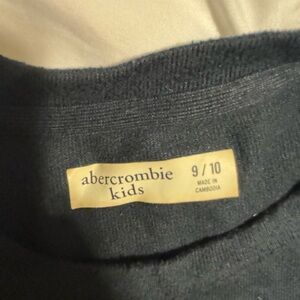 abercrombie
kids
9 / 10
MADE IN
CAMBODIA